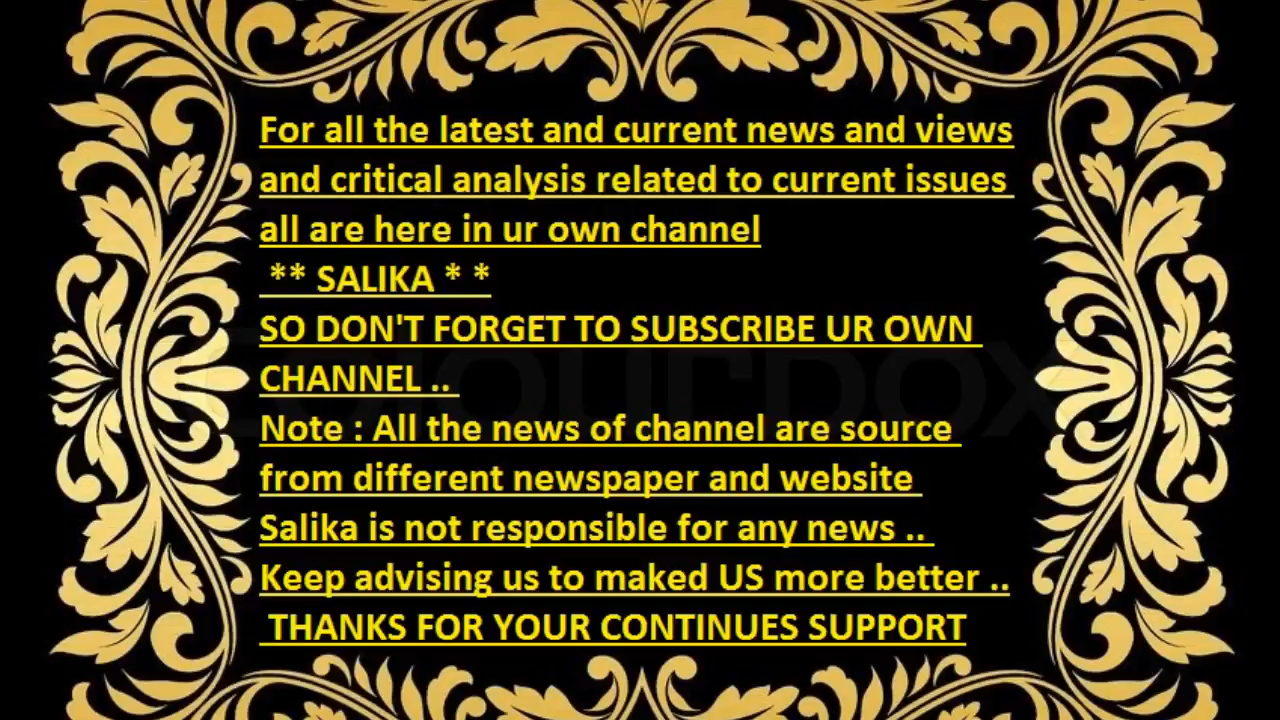 For all the latest and current news and views
and critical analysis related to current issues
all are here in ur own channel
** SALIKA * *
SO DON'T FORGET TO SUBSCRIBE UR OWN
CHANNEL ..
Note : All the news of channel are source
from different newspaper and website
Salika is not responsible for any news ..
Keep advising us to maked US more better ..
THANKS FOR YOUR CONTINUES SUPPORT